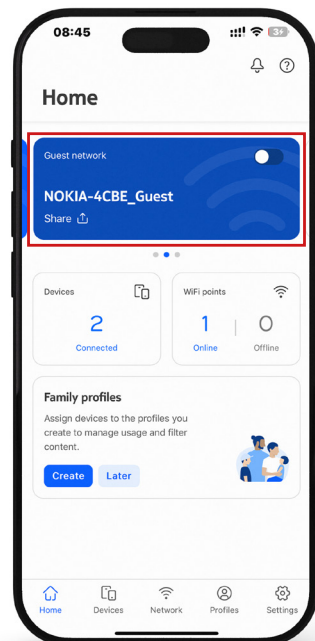 08:45
Home
Guest network
NOKIA-4CBE_Guest
Share
Devices
2
Connected
WiFi points
1
Online
0
Offline
Family profiles
Assign devices to the profiles you
create to manage usage and filter
content.
Create
Later
Home
Devices
Network
Profiles
Settings